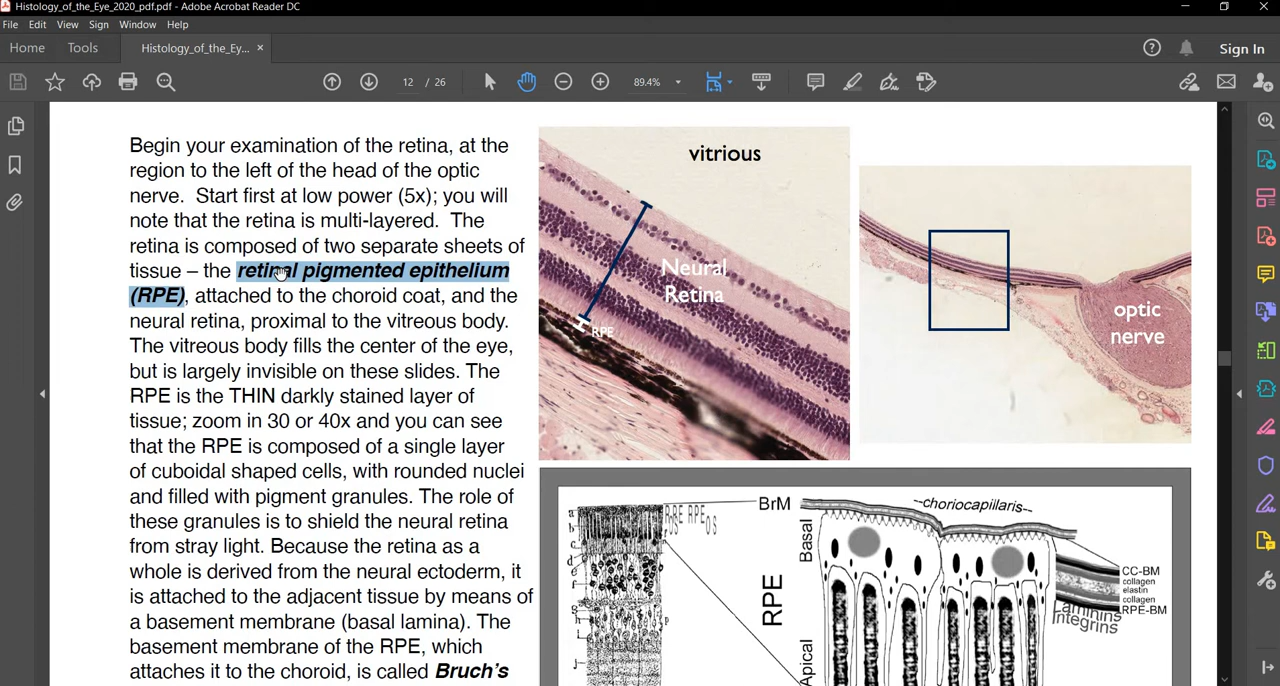 Histology_of_the_Eye_2020_pdf.pdf - Adobe Acrobat Reader DC
File Edit View Sign Window Help
Home Tools Histology_of_the_Ey... × Sign In
12 / 26 89.4%
Begin your examination of the retina, at the
region to the left of the head of the optic
nerve. Start first at low power (5x); you will
note that the retina is multi-layered. The
retina is composed of two separate sheets of
tissue – the retinal pigmented epithelium
(RPE), attached to the choroid coat, and the
neural retina, proximal to the vitreous body.
The vitreous body fills the center of the eye,
but is largely invisible on these slides. The
RPE is the THIN darkly stained layer of
tissue; zoom in 30 or 40x and you can see
that the RPE is composed of a single layer
of cuboidal shaped cells, with rounded nuclei
and filled with pigment granules. The role of
these granules is to shield the neural retina
from stray light. Because the retina as a
whole is derived from the neural ectoderm, it
is attached to the adjacent tissue by means of
a basement membrane (basal lamina). The
basement membrane of the RPE, which
attaches it to the choroid, is called Bruch's
vitrious
Neural
Retina
RPE
optic
nerve
BrM
--choriocapillaris--
Basal
RPE
Apical
CC-BM
collagen
elastin
collagen
RPE-BM
Laminins
Integrins